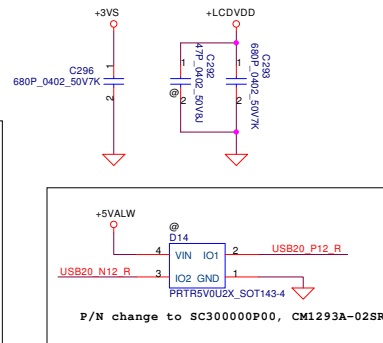 +3VS
+LCDVDD
1
C296
680P_0402_50V7K
2
1
C292
47P_0402_50V8J
@
2
1
C293
680P_0402_50V7K
2
+5VALW
@
D14
4 VIN IO1 2 USB20_P12_R
USB20_N12_R 3 IO2 GND 1
PRTR5V0U2X_SOT143-4
P/N change to SC300000P00, CM1293A-02SR